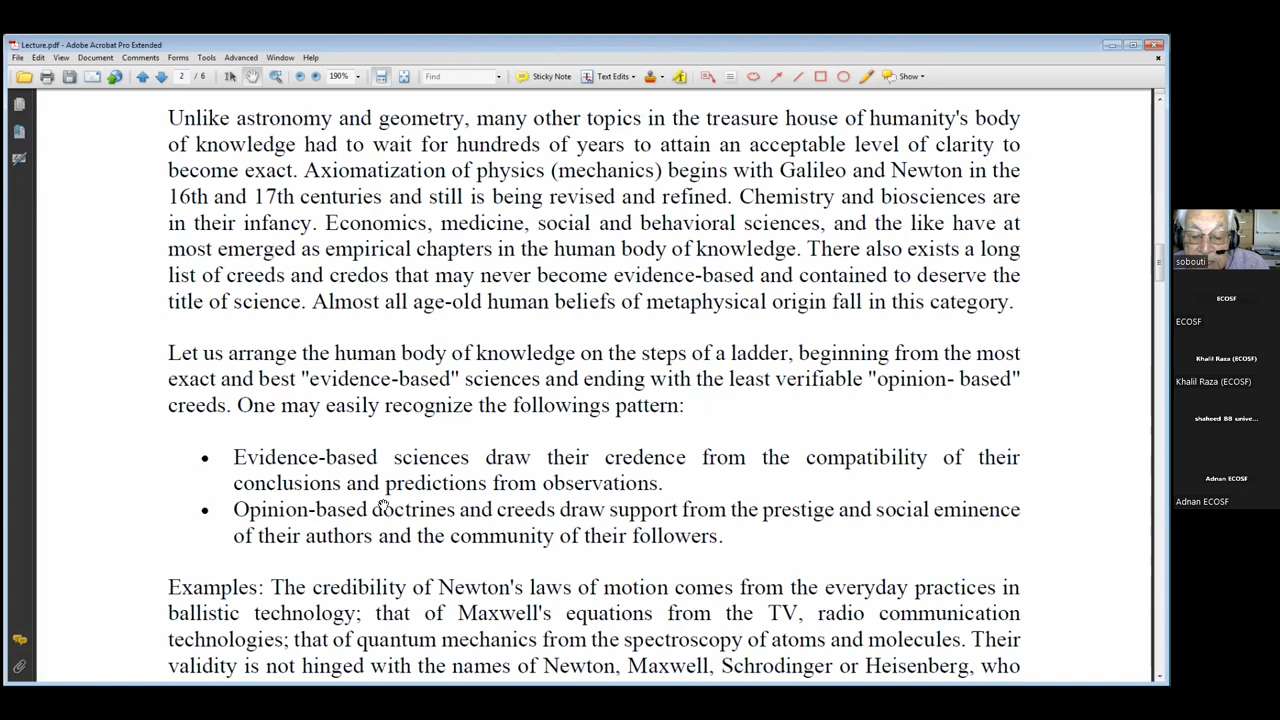 Lecture.pdf - Adobe Acrobat Pro Extended
File Edit View Document Comments Forms Tools Advanced Window Help
2 / 6 190% Find Sticky Note Text Edits Show
Unlike astronomy and geometry, many other topics in the treasure house of humanity's body
of knowledge had to wait for hundreds of years to attain an acceptable level of clarity to
become exact. Axiomatization of physics (mechanics) begins with Galileo and Newton in the
16th and 17th centuries and still is being revised and refined. Chemistry and biosciences are
in their infancy. Economics, medicine, social and behavioral sciences, and the like have at
most emerged as empirical chapters in the human body of knowledge. There also exists a long
list of creeds and credos that may never become evidence-based and contained to deserve the
title of science. Almost all age-old human beliefs of metaphysical origin fall in this category.
Let us arrange the human body of knowledge on the steps of a ladder, beginning from the most
exact and best "evidence-based" sciences and ending with the least verifiable "opinion- based"
creeds. One may easily recognize the followings pattern:
• Evidence-based sciences draw their credence from the compatibility of their
conclusions and predictions from observations.
• Opinion-based doctrines and creeds draw support from the prestige and social eminence
of their authors and the community of their followers.
Examples: The credibility of Newton's laws of motion comes from the everyday practices in
ballistic technology; that of Maxwell's equations from the TV, radio communication
technologies; that of quantum mechanics from the spectroscopy of atoms and molecules. Their
validity is not hinged with the names of Newton, Maxwell, Schrodinger or Heisenberg, who
sobouti
ECOSF
ECOSF
Khalil Raza (ECOSF)
Khalil Raza (ECOSF)
shaheed BB unive...
Adnan ECOSF
Adnan ECOSF